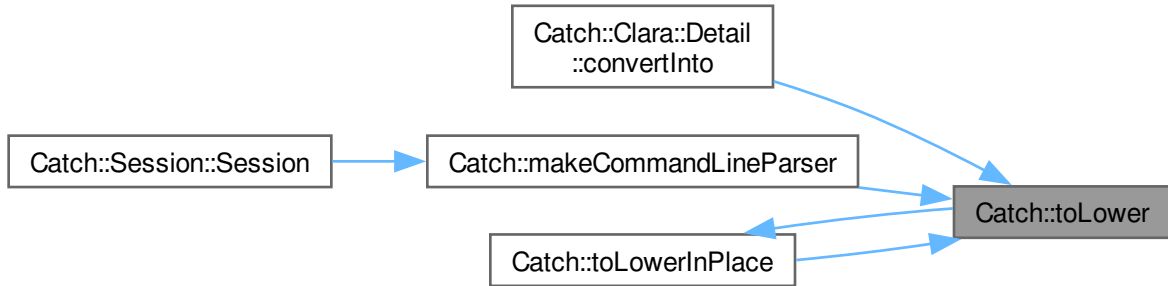 Catch::Clara::Detail
::convertInto
Catch::Session::Session
Catch::makeCommandLineParser
Catch::toLower
Catch::toLowerInPlace